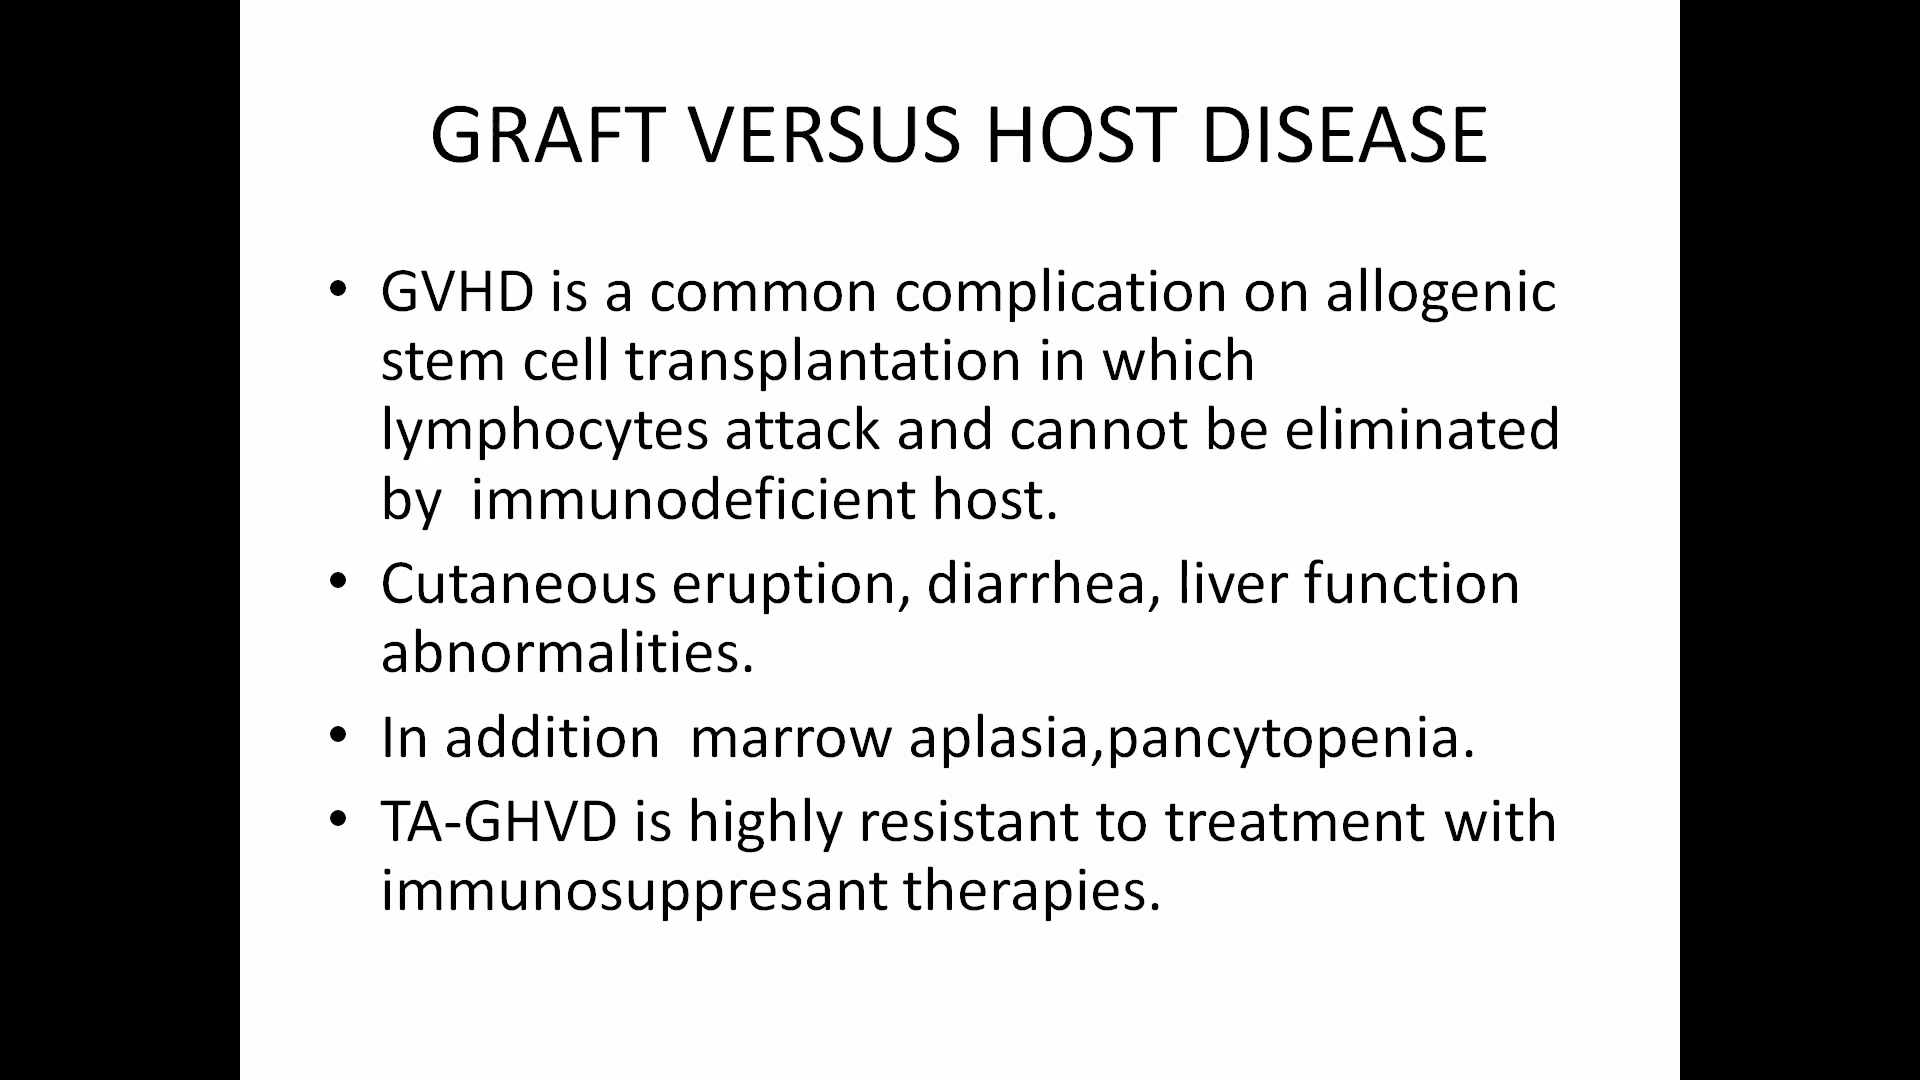 GRAFT VERSUS HOST DISEASE
• GVHD is a common complication on allogenic
stem cell transplantation in which
lymphocytes attack and cannot be eliminated
by  immunodeficient host.
• Cutaneous eruption, diarrhea, liver function
abnormalities.
• In addition  marrow aplasia,pancytopenia.
• TA-GHVD is highly resistant to treatment with
immunosuppresant therapies.